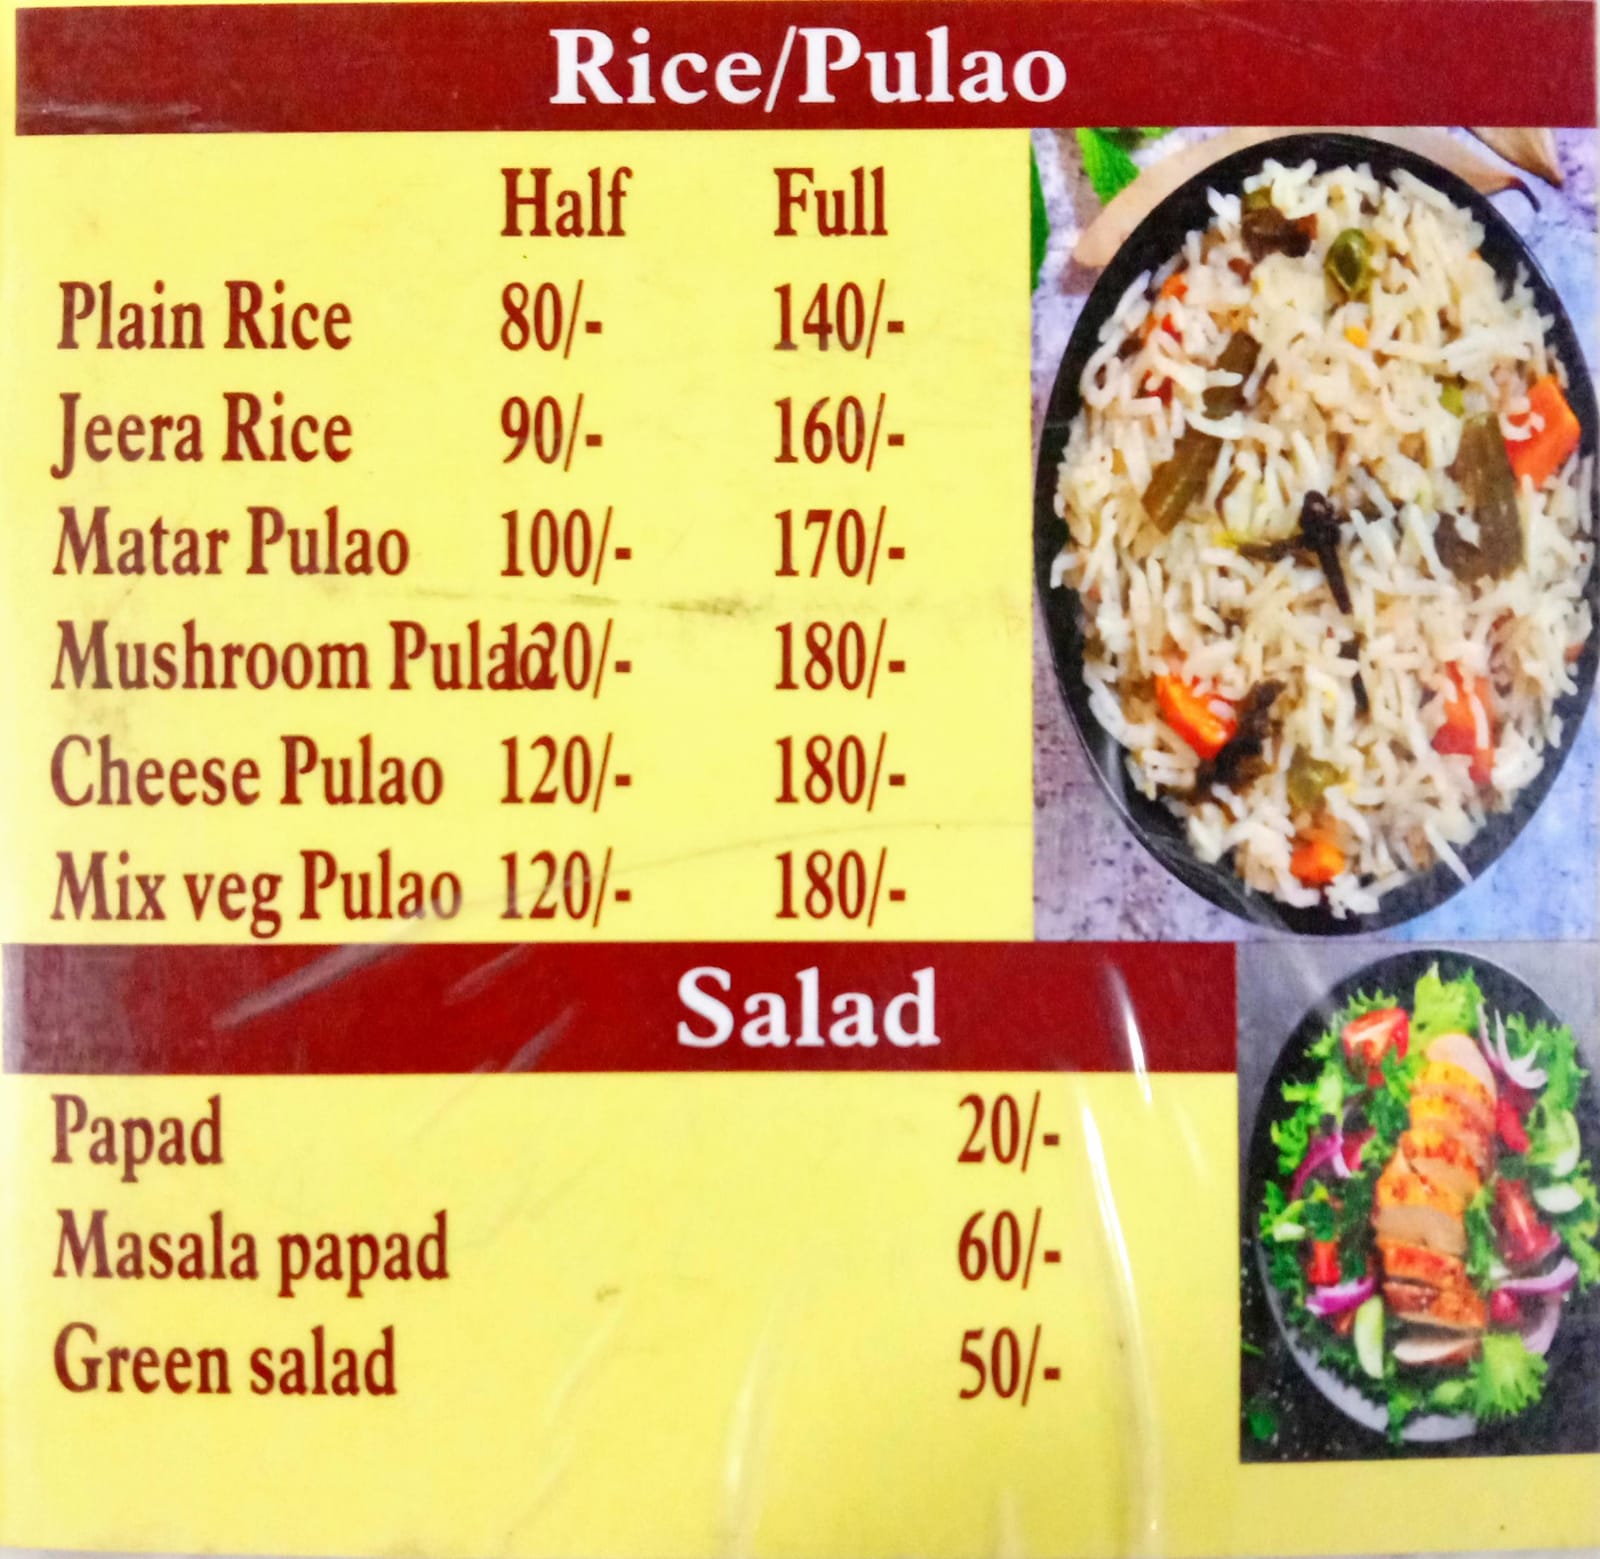 Rice/Pulao
Half Full
Plain Rice 80/- 140/-
Jeera Rice 90/- 160/-
Matar Pulao 100/- 170/-
Mushroom Pulao 120/- 180/-
Cheese Pulao 120/- 180/-
Mix veg Pulao 120/- 180/-
Salad
Papad 20/-
Masala papad 60/-
Green salad 50/-